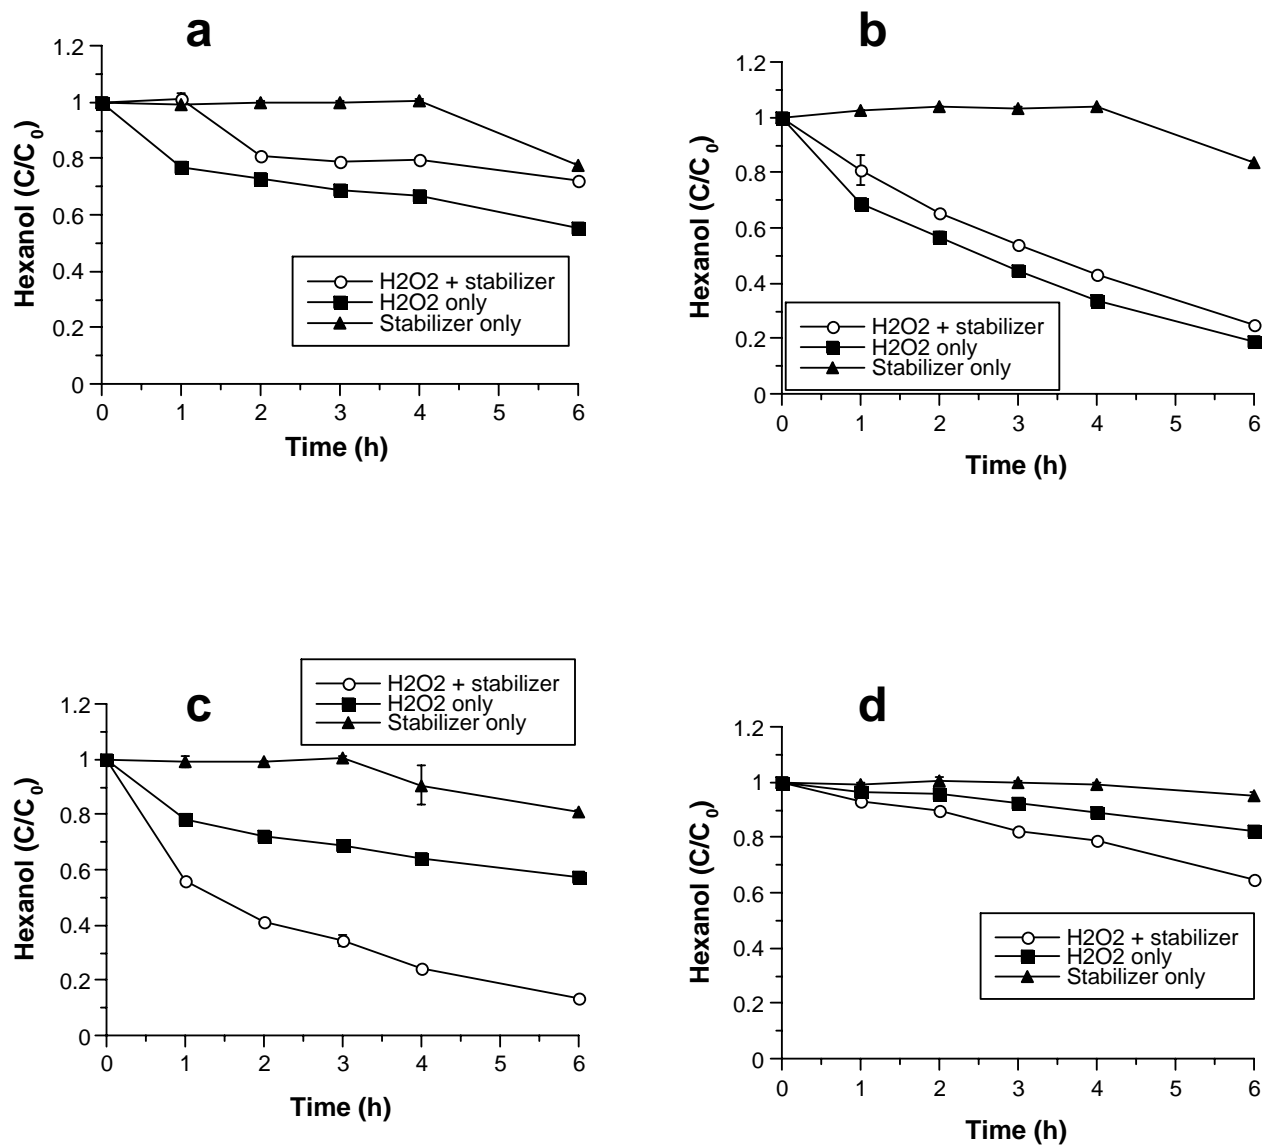 a
1.2
1
0.8
0.6
0.4
0.2
0
Hexanol (C/C0)
H2O2 + stabilizer
H2O2 only
Stabilizer only
0 1 2 3 4 5 6
Time (h)
b
1.2
1
0.8
0.6
0.4
0.2
0
Hexanol (C/C0)
H2O2 + stabilizer
H2O2 only
Stabilizer only
0 1 2 3 4 5 6
Time (h)
c
H2O2 + stabilizer
H2O2 only
Stabilizer only
1.2
1
0.8
0.6
0.4
0.2
0
Hexanol (C/C0)
0 1 2 3 4 5 6
Time (h)
d
1.2
1
0.8
0.6
0.4
0.2
0
Hexanol (C/C0)
H2O2 + stabilizer
H2O2 only
Stabilizer only
0 1 2 3 4 5 6
Time (h)